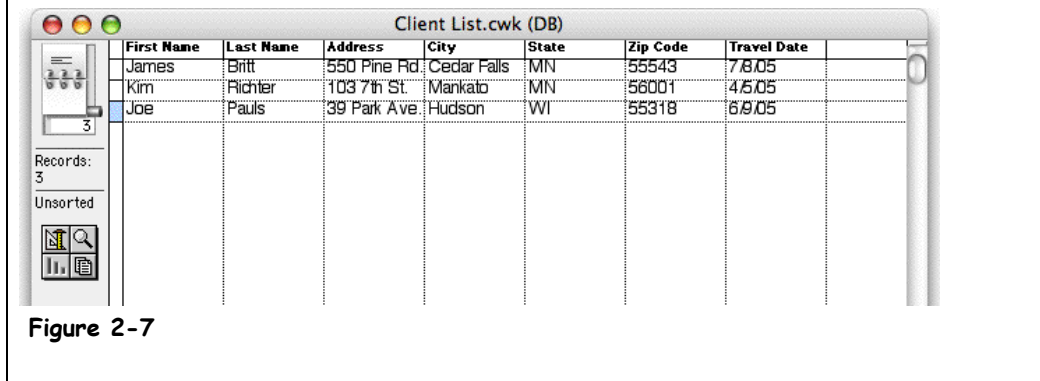 Client List.cwk (DB)
First Name Last Name Address City State Zip Code Travel Date
James Britt 550 Pine Rd. Cedar Falls MN 55543 7/8/05
Kim Richter 103 7th St. Mankato MN 56001 4/5/05
Joe Pauls 39 Park Ave. Hudson WI 55318 6/9/05
3
Records:
3
Unsorted
Figure 2-7